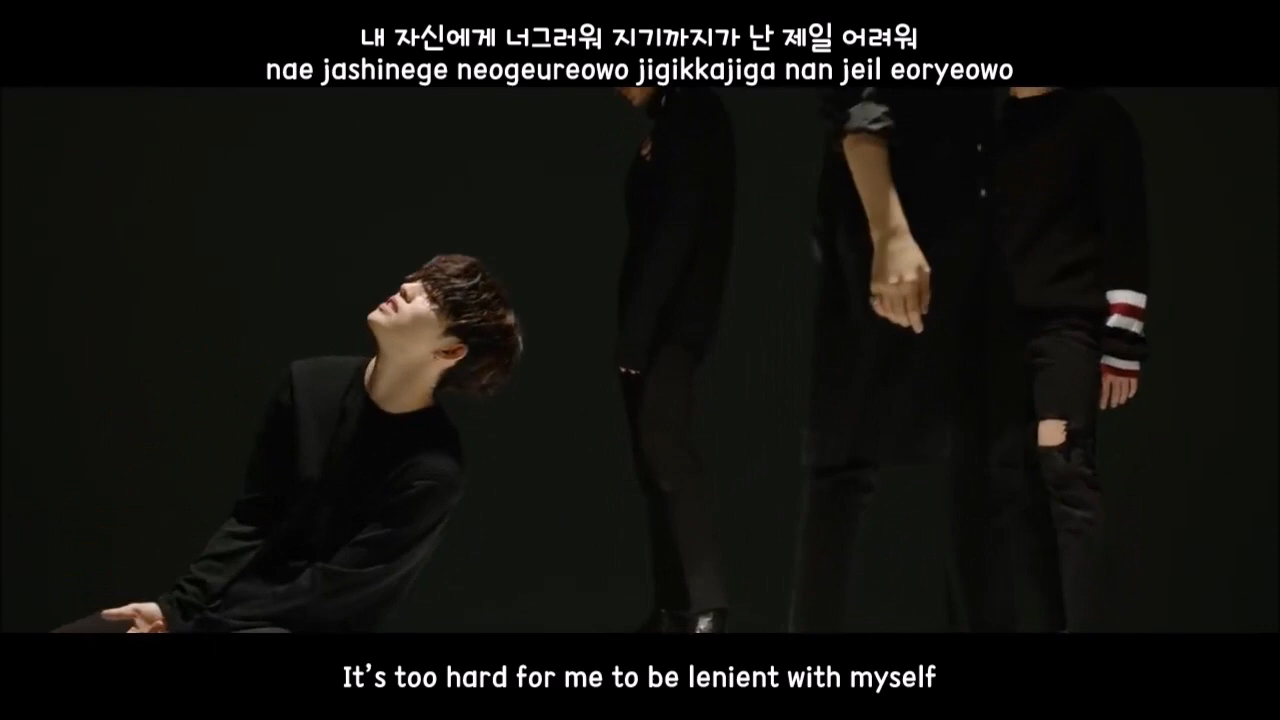 내 자신에게 너그러워 지기까지가 난 제일 어려워
nae jashinege neogeureowo jigikkajiga nan jeil eoryeowo
It's too hard for me to be lenient with myself